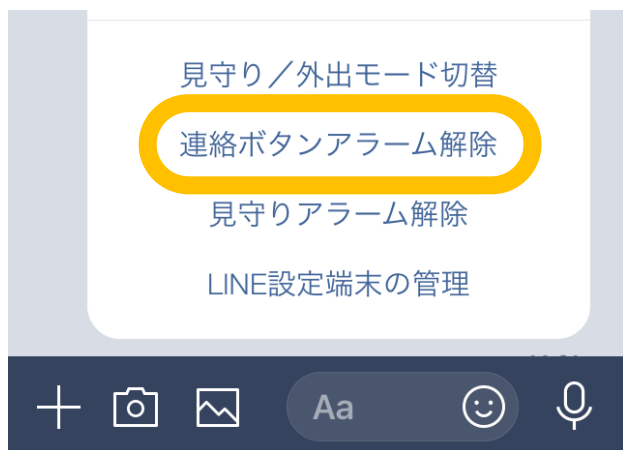 見守り／外出モード切替
連絡ボタンアラーム解除
見守りアラーム解除
LINE設定端末の管理
Aa